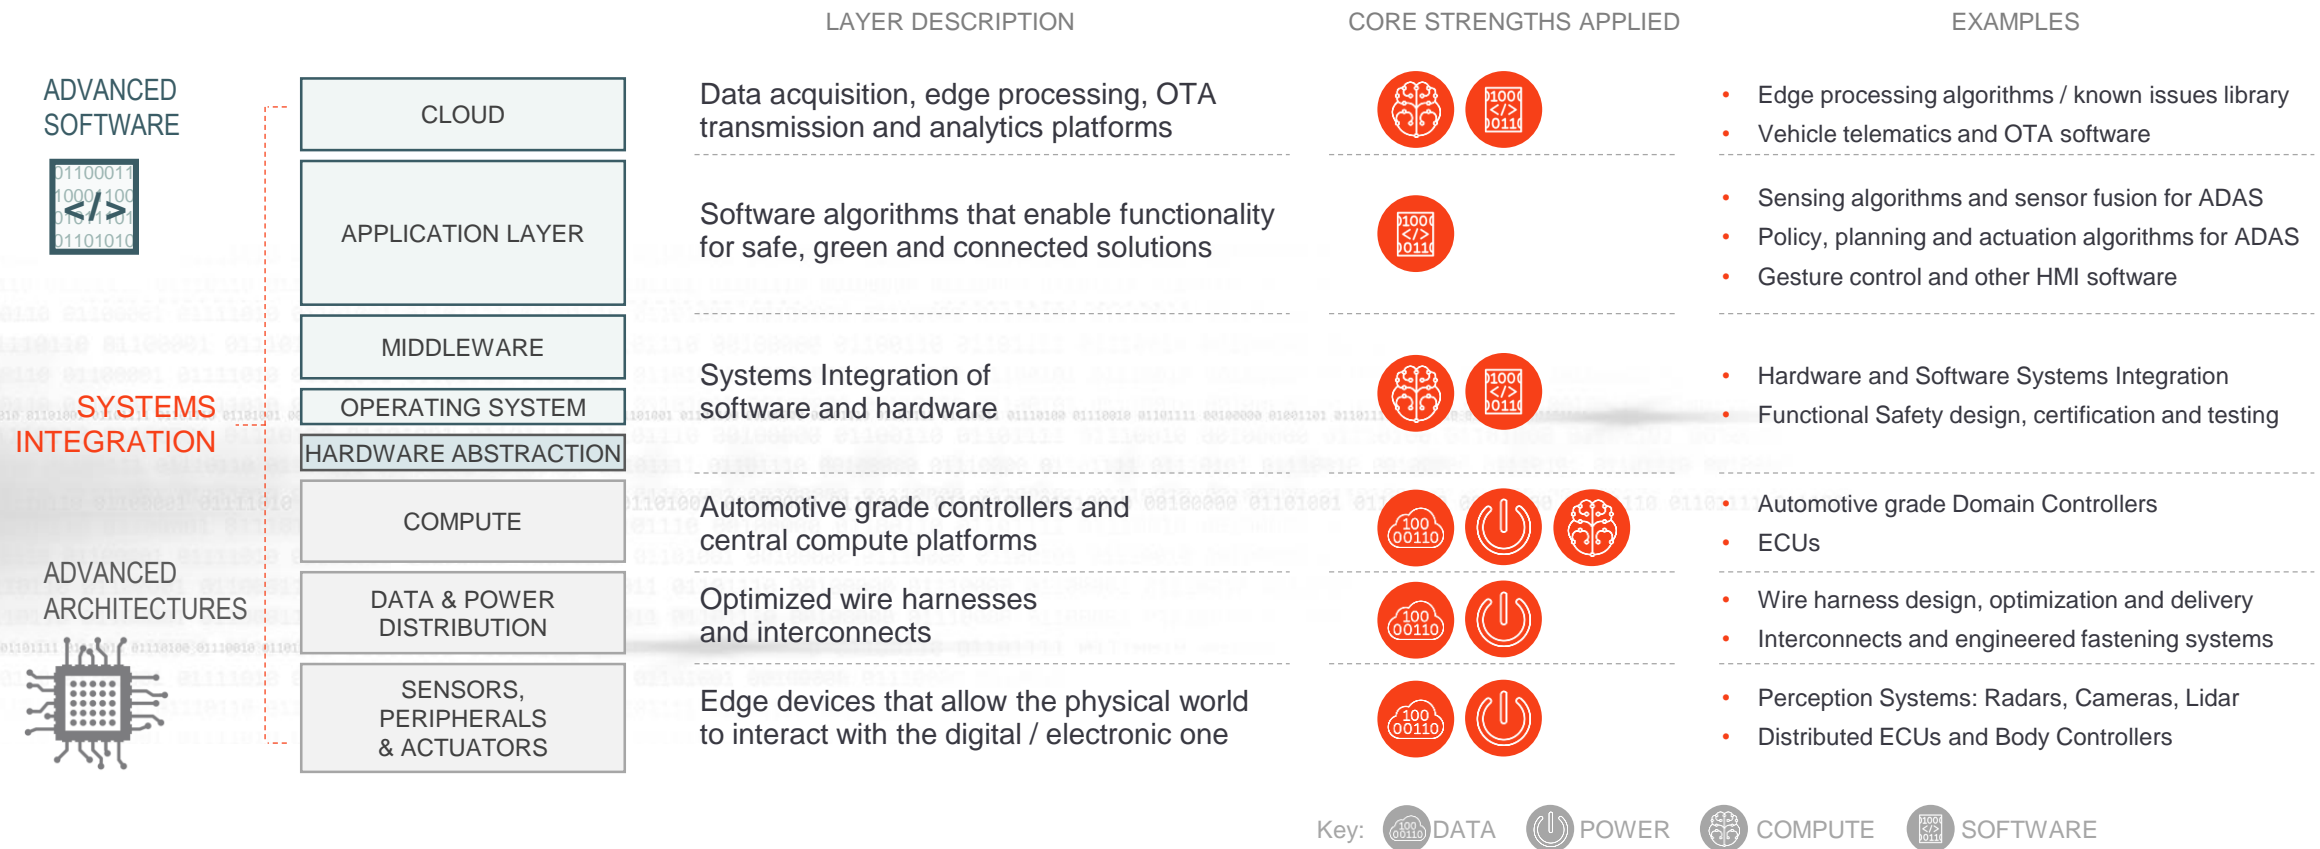 LAYER DESCRIPTION
CORE STRENGTHS APPLIED
EXAMPLES
ADVANCED
SOFTWARE
01100011
</>
01101010
CLOUD
Data acquisition, edge processing, OTA
transmission and analytics platforms
• Edge processing algorithms / known issues library
• Vehicle telematics and OTA software
APPLICATION LAYER
Software algorithms that enable functionality
for safe, green and connected solutions
• Sensing algorithms and sensor fusion for ADAS
• Policy, planning and actuation algorithms for ADAS
• Gesture control and other HMI software
SYSTEMS
INTEGRATION
MIDDLEWARE
OPERATING SYSTEM
HARDWARE ABSTRACTION
Systems Integration of
software and Hardware
• Hardware and Software Systems Integration
• Functional Safety design, certification and testing
ADVANCED
ARCHITECTURES
COMPUTE
Automotive grade controllers and
central compute platforms
100
00110
• Automotive grade Domain Controllers
• ECUs
DATA & POWER
DISTRIBUTION
Optimized wire harnesses
and interconnects
100
00110
• Wire harness design, optimization and delivery
• Interconnects and engineered fastening systems
SENSORS,
PERIPHERALS
& ACTUATORS
Edge devices that allow the physical world
to interact with the digital / electronic one
100
00110
• Perception Systems: Radars, Cameras, Lidar
• Distributed ECUs and Body Controllers
Key: DATA POWER COMPUTE SOFTWARE